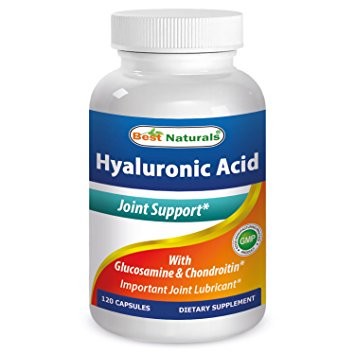 Best Naturals
Hyaluronic Acid
Joint Support*
GMP
With
Glucosamine & Chondroitin*
Important Joint Lubricant*
120 CAPSULES
DIETARY SUPPLEMENT